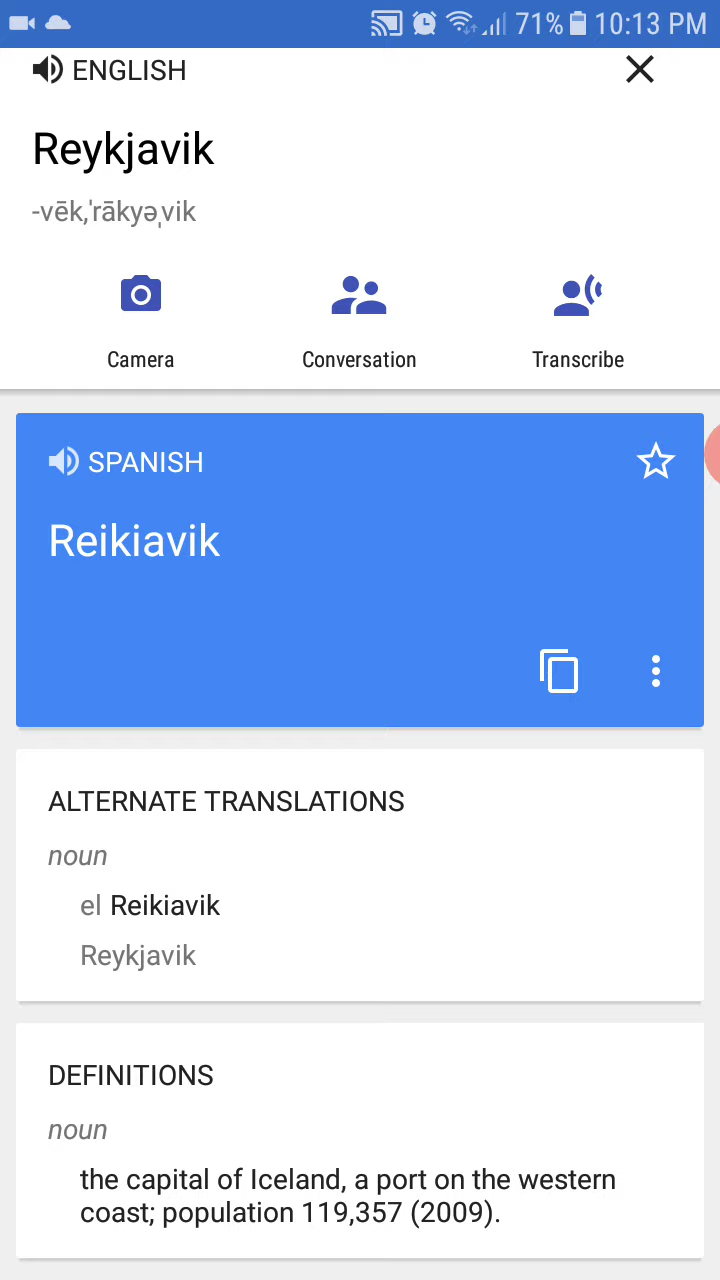 71% 10:13 PM
ENGLISH
Reykjavik
-vēk,ˈrākyəˌvik
Camera Conversation Transcribe
SPANISH
Reikiavik
ALTERNATE TRANSLATIONS
noun
el Reikiavik
Reykjavik
DEFINITIONS
noun
the capital of Iceland, a port on the western
coast; population 119,357 (2009).